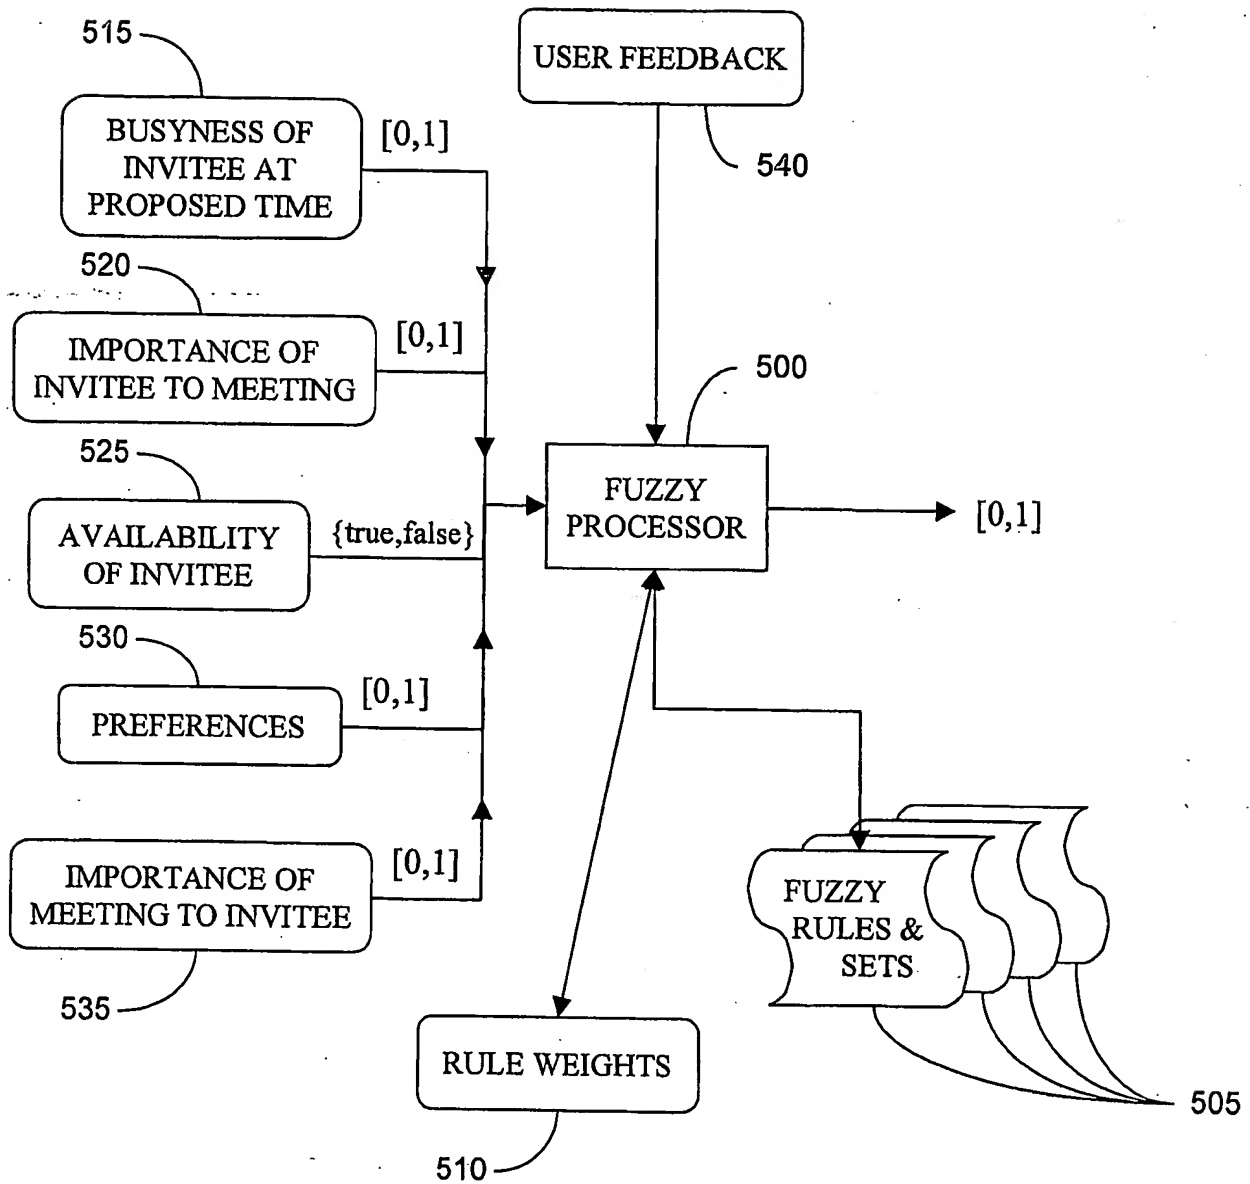 515
USER FEEDBACK
540
BUSYNESS OF
INVITEE AT
PROPOSED TIME
[0,1]
520
IMPORTANCE OF
INVITEE TO MEETING
[0,1]
500
525
AVAILABILITY
OF INVITEE
{true,false}
FUZZY
PROCESSOR
[0,1]
530
PREFERENCES
[0,1]
IMPORTANCE OF
MEETING TO INVITEE
[0,1]
535
FUZZY
RULES &
SETS
505
RULE WEIGHTS
510